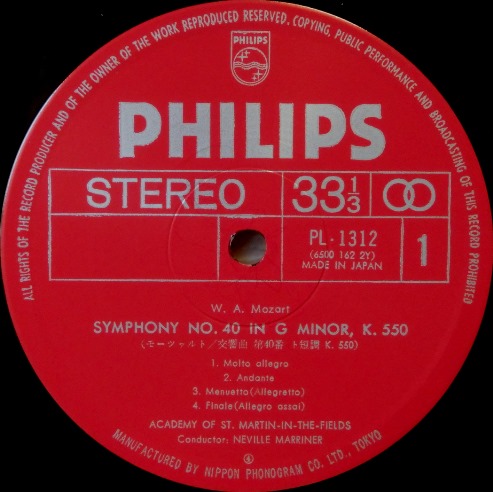 ALL RIGHTS OF THE RECORD PRODUCER AND OF THE OWNER OF THE WORK REPRODUCED RESERVED. COPYING, PUBLIC PERFORMANCE AND BROADCASTING OF THIS RECORD PROHIBITED
PHILIPS
PHILIPS
STEREO 33 1/3
PL-1312
(6500 162 2Y)
MADE IN JAPAN
1
W. A. Mozart
SYMPHONY NO. 40 IN G MINOR, K. 550
(モーツァルト/交響曲 第40番 ト短調 K. 550)
1. Molto allegro
2. Andante
3. Menuetto(Allegretto)
4. Finale(Allegro assai)
ACADEMY OF ST. MARTIN-IN-THE-FIELDS
Conductor: NEVILLE MARRINER
MANUFACTURED BY NIPPON PHONOGRAM CO. LTD., TOKYO